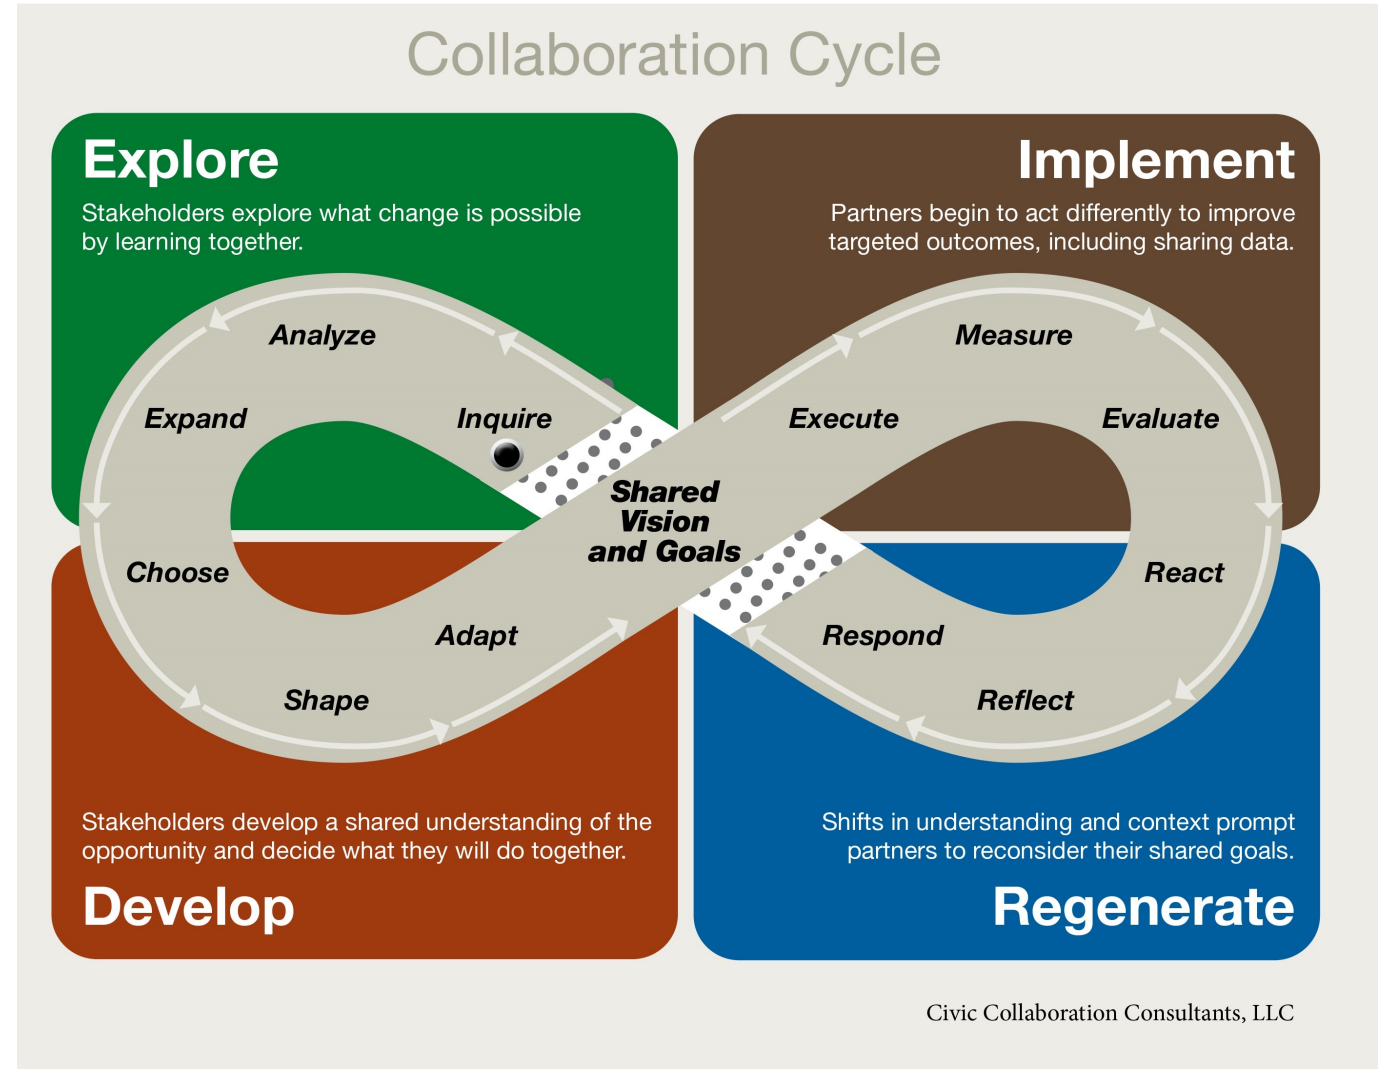 Collaboration Cycle
Explore
Stakeholders explore what change is possible
by learning together.
Implement
Partners begin to act differently to improve
targeted outcomes, including sharing data.
Analyze
Expand
Inquire
Measure
Execute
Evaluate
Shared
Vision
and Goals
Choose
Adapt
Shape
React
Respond
Reflect
Stakeholders develop a shared understanding of the
opportunity and decide what they will do together.
Develop
Shifts in understanding and context prompt
partners to reconsider their shared goals.
Regenerate
Civic Collaboration Consultants, LLC